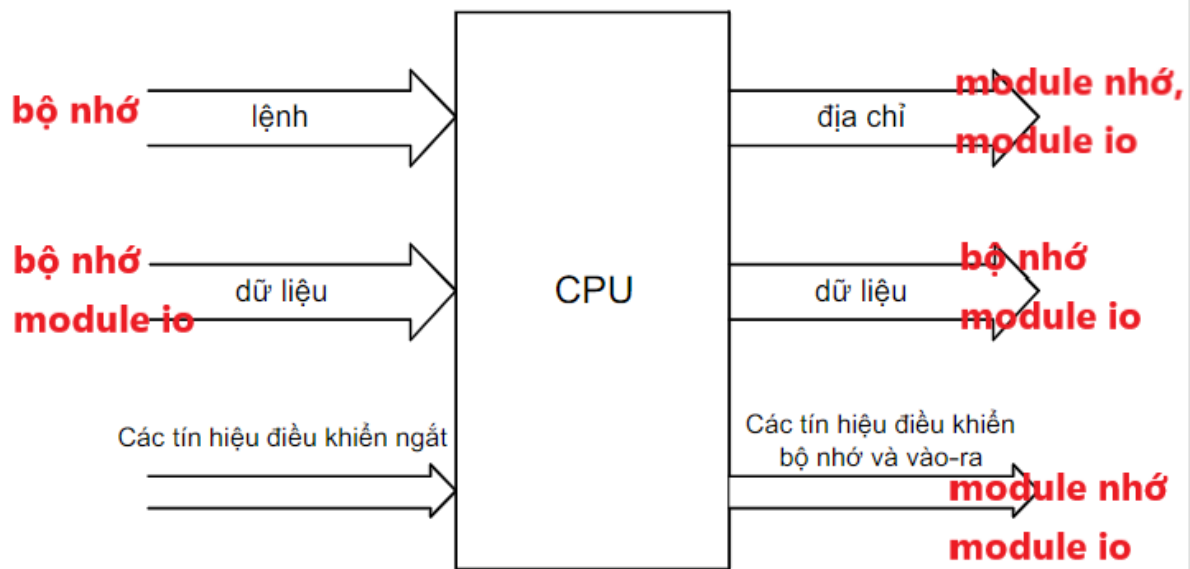 bộ nhớ
lệnh
địa chỉ
module nhớ,
module io
bộ nhớ
module io
dữ liệu
CPU
dữ liệu
bộ nhớ
module io
Các tín hiệu điều khiển ngắt
Các tín hiệu điều khiển
bộ nhớ và vào-ra
module nhớ
module io